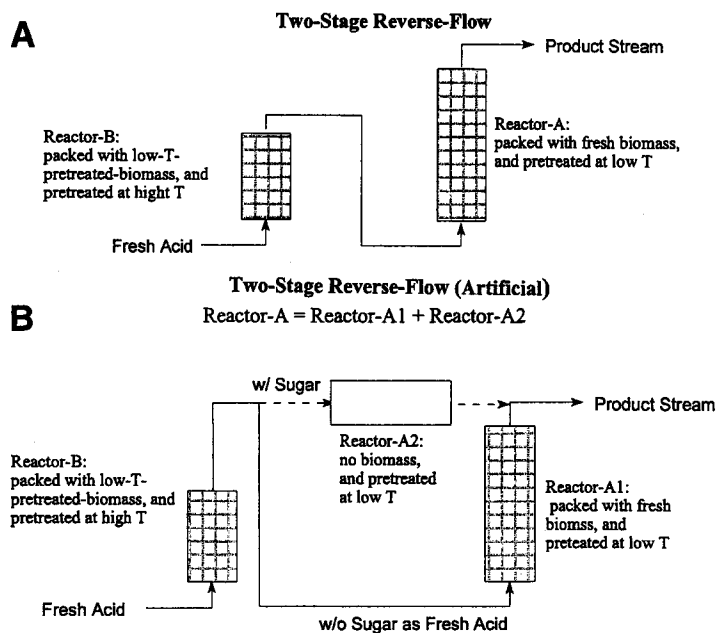 A
Two-Stage Reverse-Flow
Product Stream
Reactor-B:
packed with low-T-
pretreated-biomass, and
pretreated at hight T
Reactor-A:
packed with fresh biomass,
and pretreated at low T
Fresh Acid
Two-Stage Reverse-Flow (Artificial)
B
Reactor-A = Reactor-A1 + Reactor-A2
w/ Sugar
Product Stream
Reactor-A2:
no biomass,
and pretreated
at low T
Reactor-B:
packed with low-T-
pretreated-biomass, and
pretreated at high T
Reactor-A1:
packed with fresh
biomss, and
preteated at low T
Fresh Acid
w/o Sugar as Fresh Acid